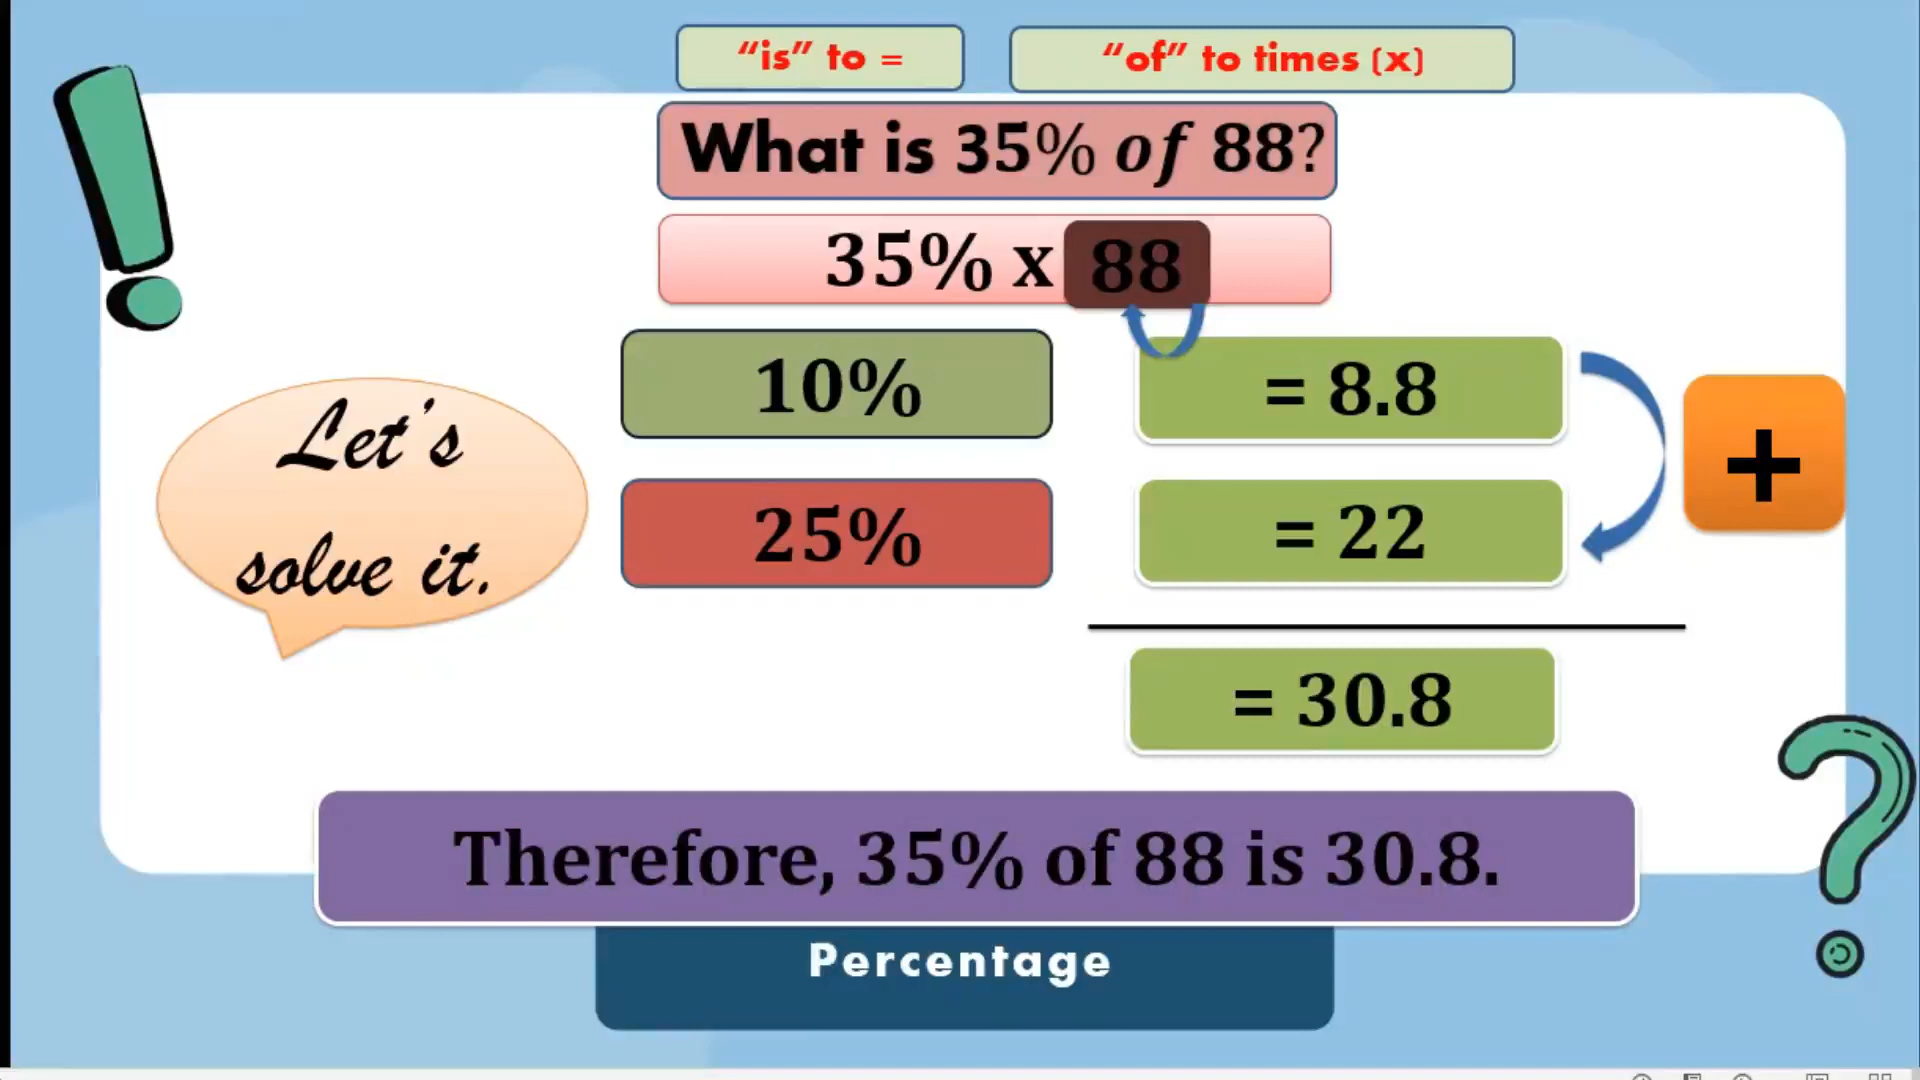 “is” to =
“of” to times (x)
What is 35% of 88?
35% x 88
10%
= 8.8
+
25%
= 22
Let's
solve it.
= 30.8
Therefore, 35% of 88 is 30.8.
Percentage